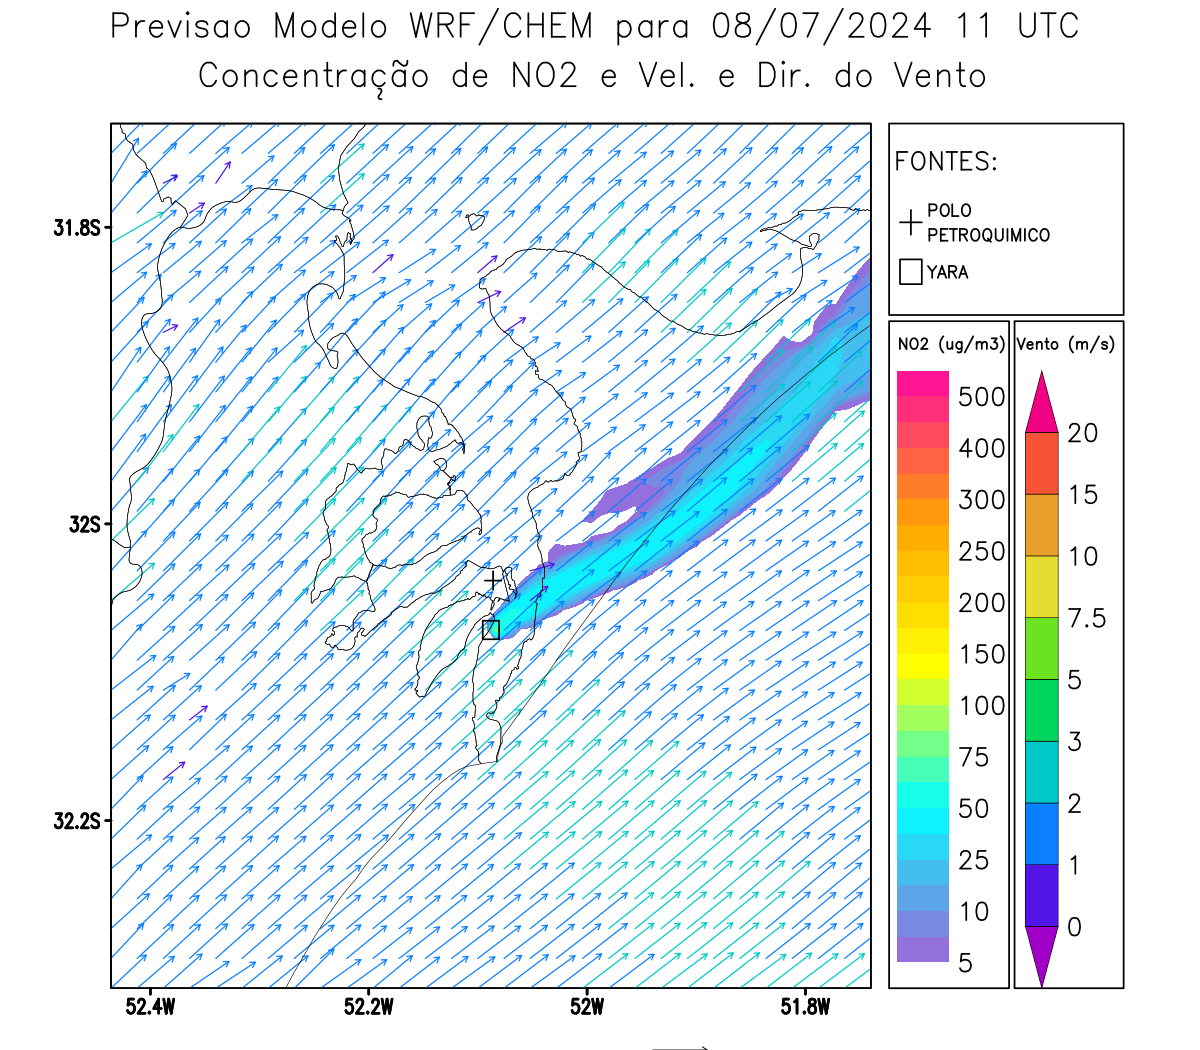 Previsao Modelo WRF/CHEM para 08/07/2024 11 UTC
Concentração de NO2 e Vel. e Dir. do Vento
FONTES:
POLO
PETROQUIMICO
YARA
31.8S
32S
32.2S
52.4W
52.2W
52W
51.8W
NO2 (ug/m3)
500
400
300
250
200
150
100
75
50
25
10
5
Vento (m/s)
20
15
10
7.5
5
3
2
1
0